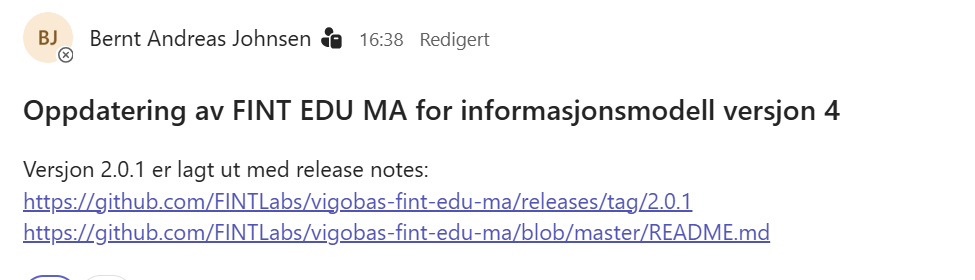 BJ
Bernt Andreas Johnsen 16:38 Redigert
Oppdatering av FINT EDU MA for informasjonsmodell versjon 4
Versjon 2.0.1 er lagt ut med release notes:
https://github.com/FINTLabs/vigobas-fint-edu-ma/releases/tag/2.0.1
https://github.com/FINTLabs/vigobas-fint-edu-ma/blob/master/README.md